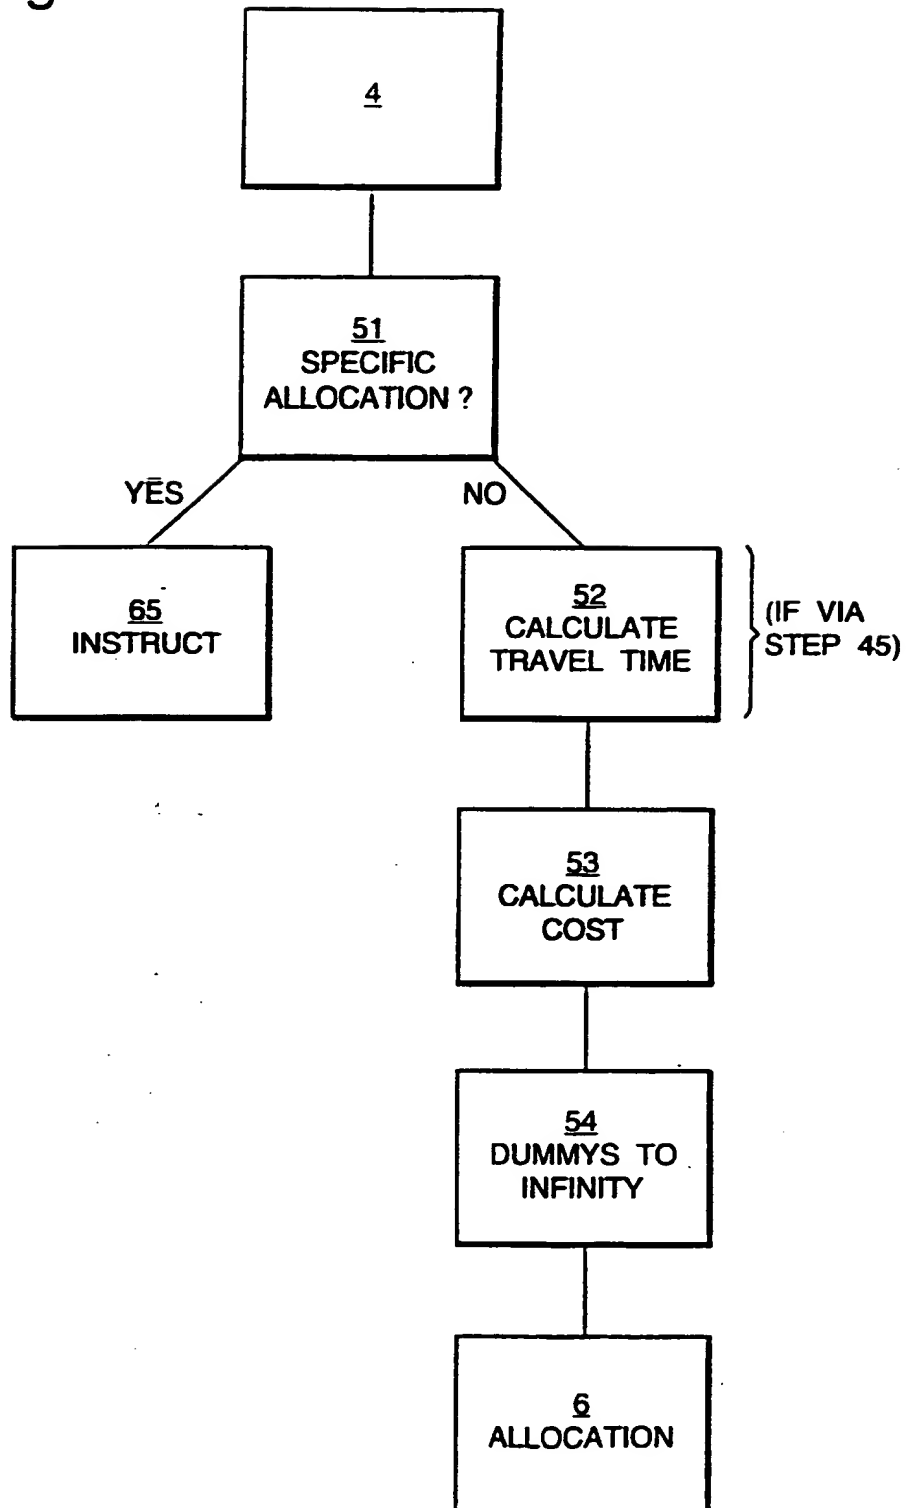 4
51
SPECIFIC
ALLOCATION ?
YES
NO
65
INSTRUCT
52
CALCULATE
TRAVEL TIME
(IF VIA
STEP 45)
53
CALCULATE
COST
54
DUMMYS TO
INFINITY
6
ALLOCATION